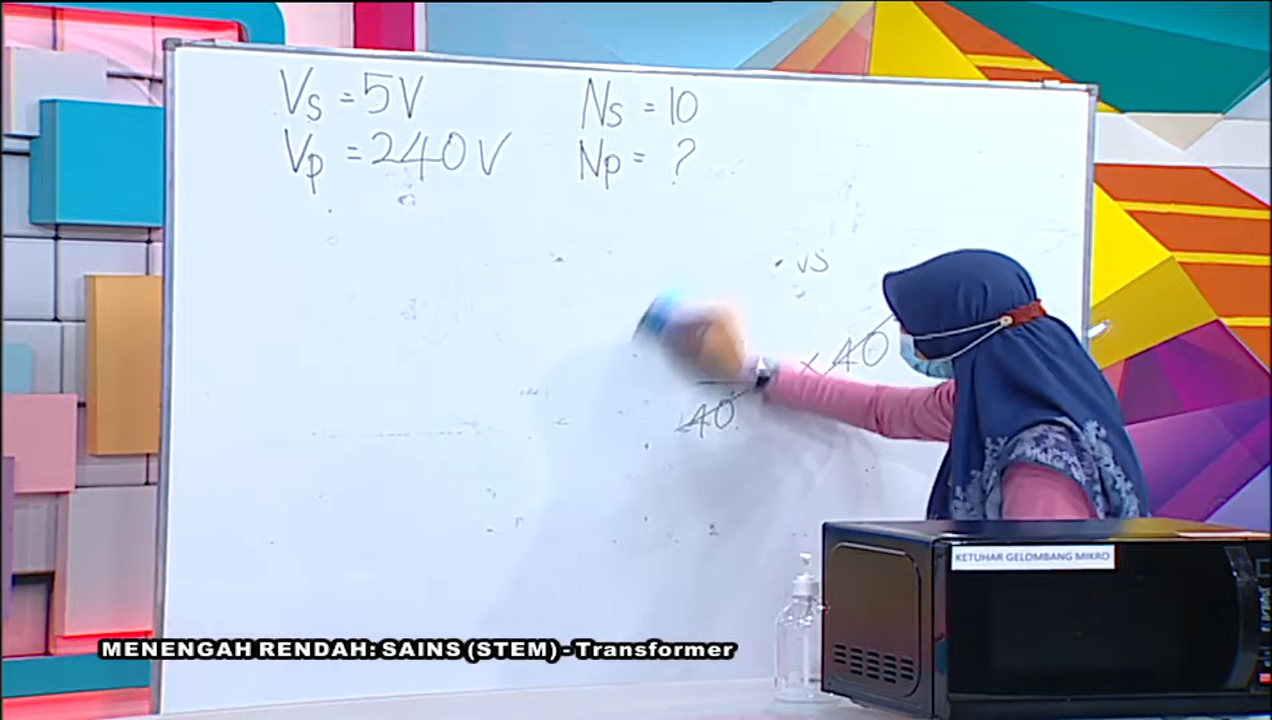 Vs = 5V
Vp = 240V
Ns = 10
Np = ?
vs
x 40
40
KETUHAR GELOMBANG MIKRO
MENENGAH RENDAH: SAINS (STEM) - Transformer